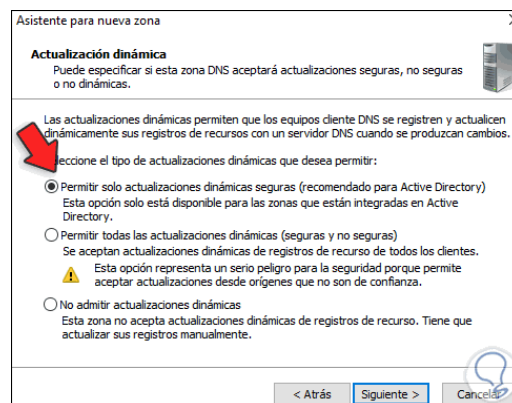 Asistente para nueva zona
Actualización dinámica
Puede especificar si esta zona DNS aceptará actualizaciones seguras, no seguras
o no dinámicas.
Las actualizaciones dinámicas permiten que los equipos cliente DNS se registren y actualicen
dinámicamente sus registros de recursos con un servidor DNS cuando se produzcan cambios.
eleccione el tipo de actualizaciones dinámicas que desea permitir:
Permitir solo actualizaciones dinámicas seguras (recomendado para Active Directory)
Esta opción solo está disponible para las zonas que están integradas en Active
Directory.
Permitir todas las actualizaciones dinámicas (seguras y no seguras)
Se aceptan actualizaciones dinámicas de registros de recurso de todos los clientes.
Esta opción representa un serio peligro para la seguridad porque permite
aceptar actualizaciones desde orígenes que no son de confianza.
No admitir actualizaciones dinámicas
Esta zona no acepta actualizaciones dinámicas de registros de recurso. Tiene que
actualizar sus registros manualmente.
< Atrás
Siguiente >
Cancelar